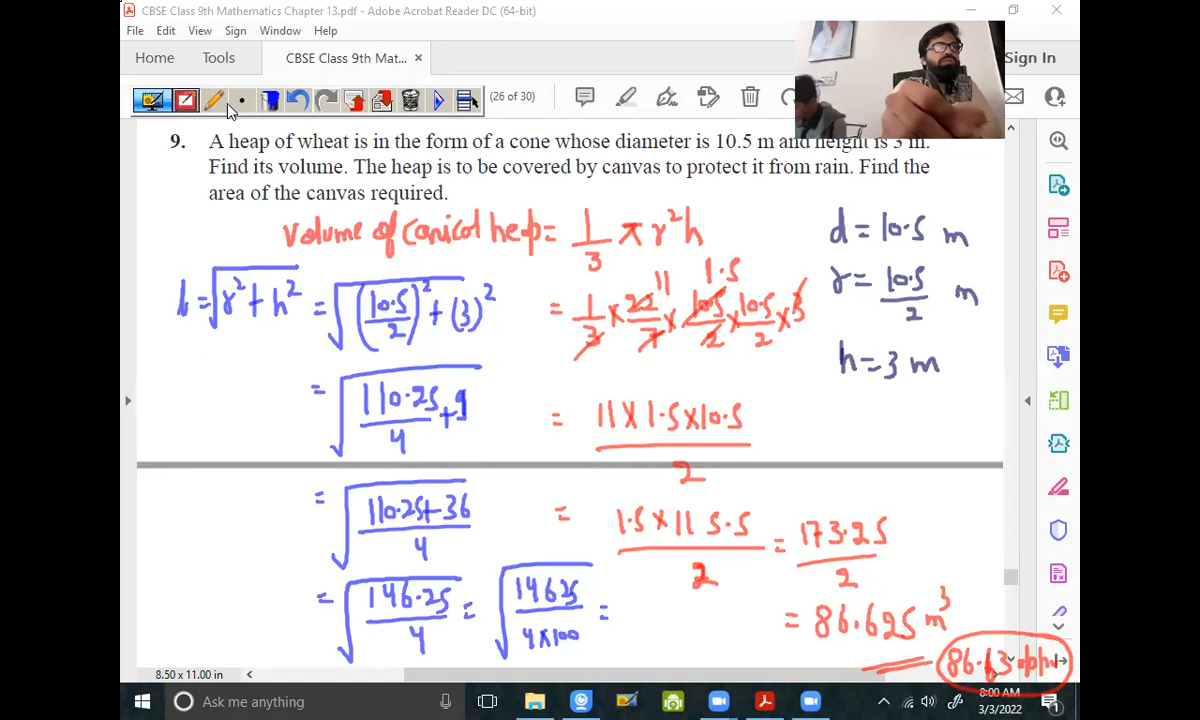 CBSE Class 9th Mathematics Chapter 13.pdf - Adobe Acrobat Reader DC (64-bit)
File Edit View Sign Window Help
Home Tools CBSE Class 9th Mat... × Sign In
(26 of 30)
9. A heap of wheat is in the form of a cone whose diameter is 10.5 m and height is 3 m.
Find its volume. The heap is to be covered by canvas to protect it from rain. Find the
area of the canvas required.
Volume of conical heap = 1/3 π r²h
d = 10.5 m
r = 10.5/2 m
h = 3 m
= 1/3 × 22/7 × 10.5/2 × 10.5/2 × 3
11 1.5
= 11 × 1.5 × 10.5 / 2
= 1.5 × 115.5 / 2 = 173.25/2
= 86.625 m³
86.63 appr
l = √r² + h² = √(10.5/2)² + (3)²
= √110.25/4 + 9
= √110.25 + 36 / 4
= √146.25/4 = √14625/4×100 =
8.50 x 11.00 in
Ask me anything
8:00 AM
3/3/2022
1